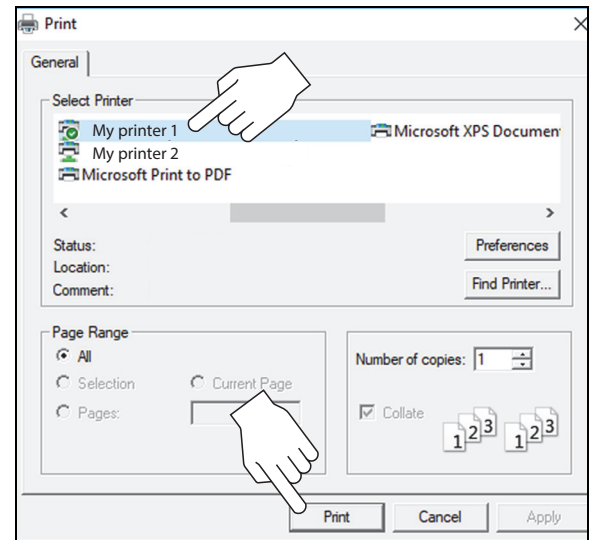 Print
General
Select Printer
My printer 1
Microsoft XPS Documen
My printer 2
Microsoft Print to PDF
Status:
Preferences
Location:
Comment:
Find Printer...
Page Range
All
Number of copies: 1
Selection
Current Page
Pages:
Collate
1 2 3 1 2 3
Print Cancel Apply